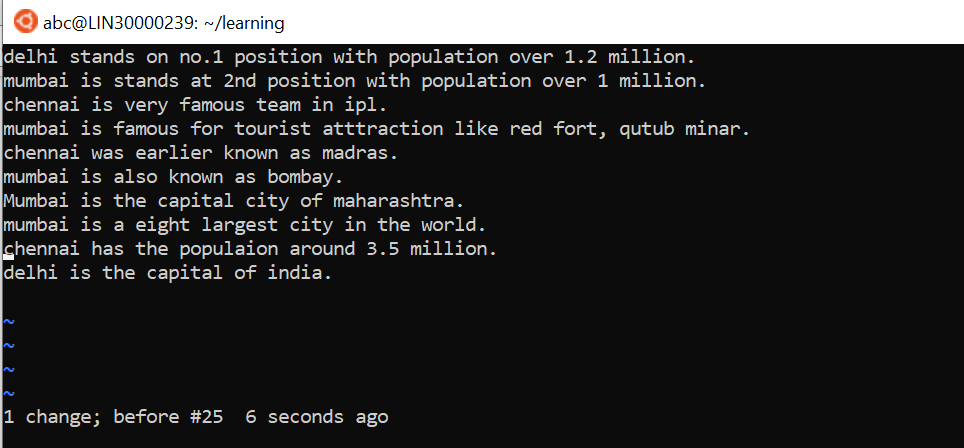 abc@LIN30000239: ~/learning
delhi stands on no.1 position with population over 1.2 million.
mumbai is stands at 2nd position with population over 1 million.
chennai is very famous team in ipl.
mumbai is famous for tourist atttraction like red fort, qutub minar.
chennai was earlier known as madras.
mumbai is also known as bombay.
Mumbai is the capital city of maharashtra.
mumbai is a eight largest city in the world.
chennai has the populaion around 3.5 million.
delhi is the capital of india.
~
~
~
~
1 change; before #25  6 seconds ago